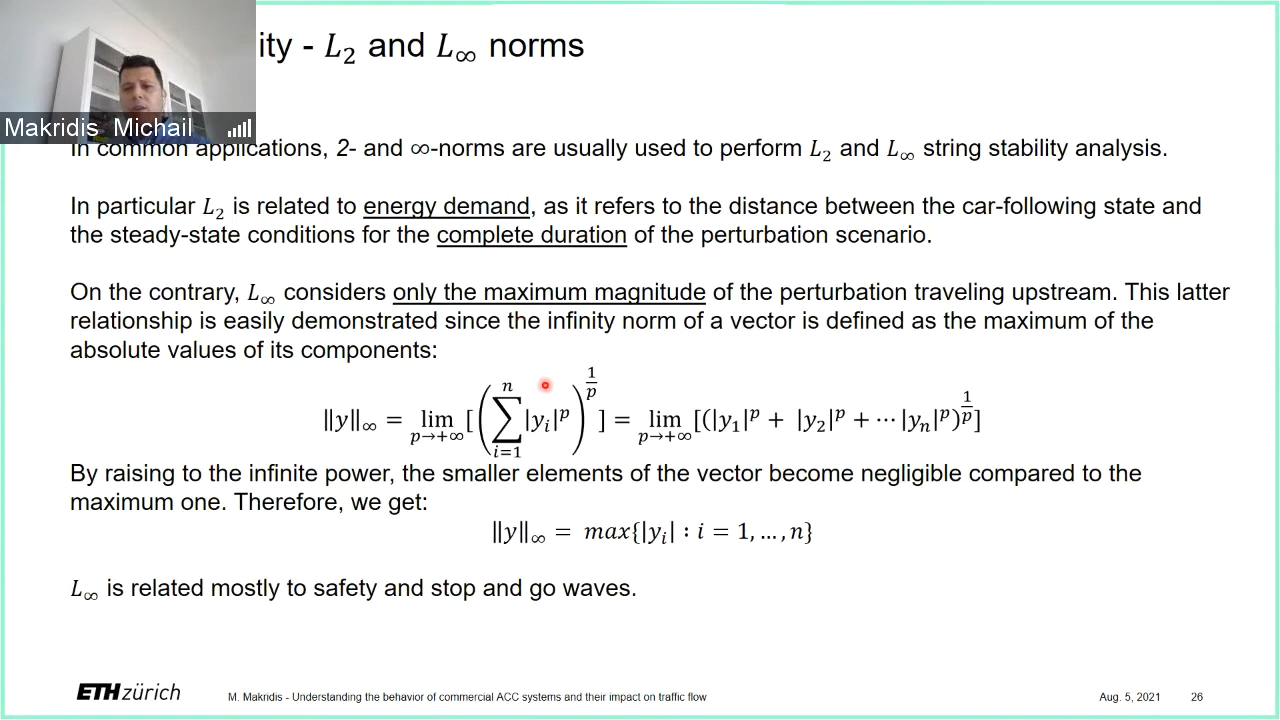 ity - L₂ and L∞ norms
Makridis Michail
In common applications, 2- and ∞-norms are usually used to perform L₂ and L∞ string stability analysis.
In particular L₂ is related to energy demand, as it refers to the distance between the car-following state and
the steady-state conditions for the complete duration of the perturbation scenario.
On the contrary, L∞ considers only the maximum magnitude of the perturbation traveling upstream. This latter
relationship is easily demonstrated since the infinity norm of a vector is defined as the maximum of the
absolute values of its components:
‖y‖∞ = lim p→+∞ [(∑ i=1 n |yᵢ|ᵖ)^(1/p)] = lim p→+∞ [(|y₁|ᵖ + |y₂|ᵖ + ⋯ |yₙ|ᵖ)^(1/p)]
By raising to the infinite power, the smaller elements of the vector become negligible compared to the
maximum one. Therefore, we get:
‖y‖∞ = max{|yᵢ| : i = 1, … , n}
L∞ is related mostly to safety and stop and go waves.
ETH zürich
M. Makridis - Understanding the behavior of commercial ACC systems and their impact on traffic flow
Aug. 5, 2021
26